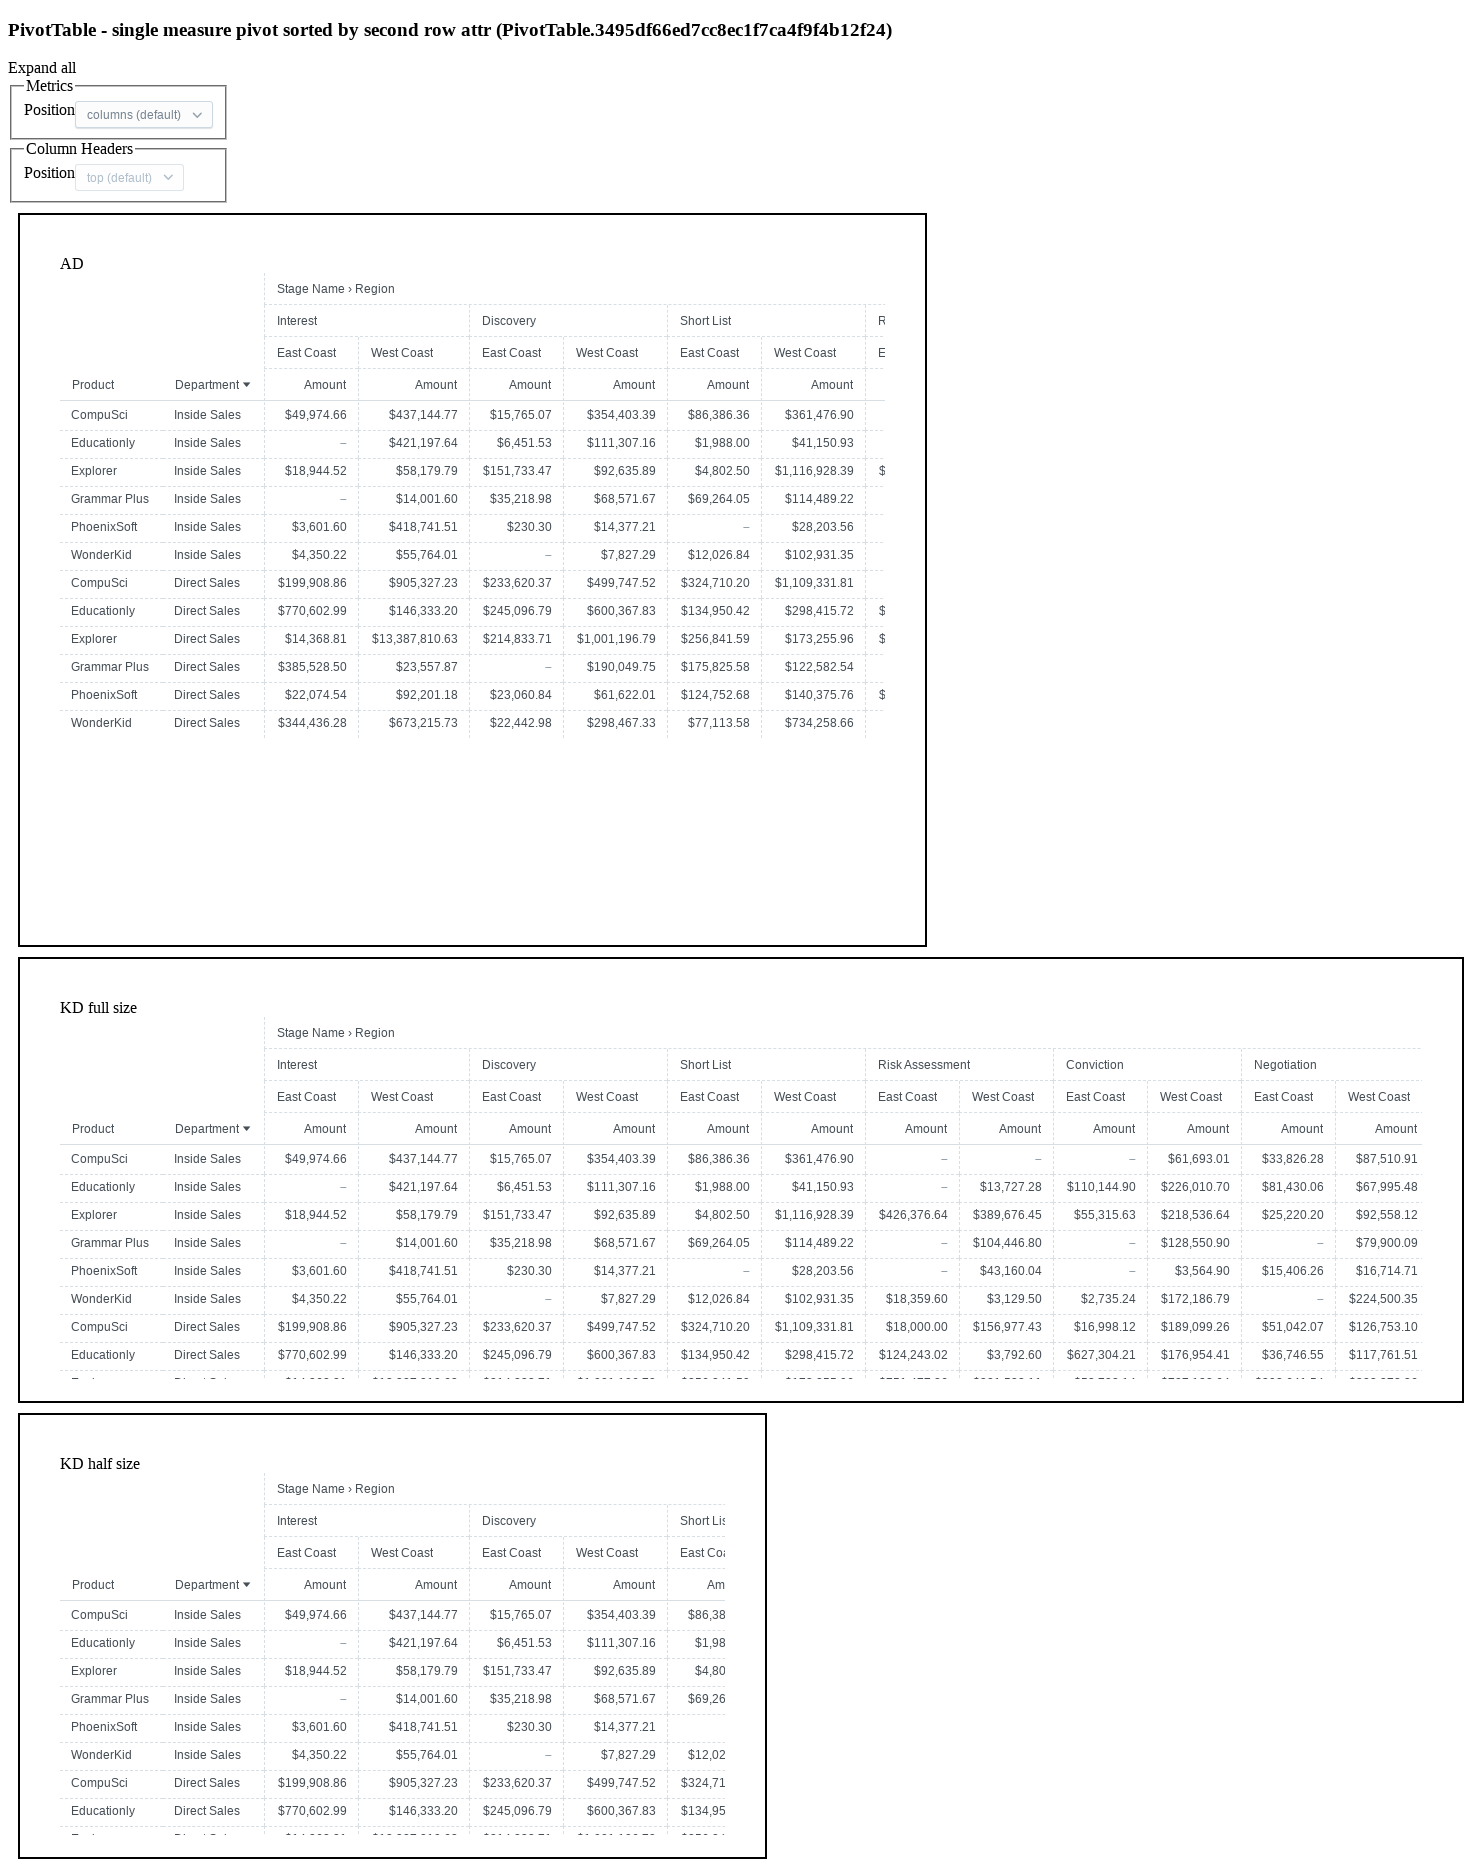 PivotTable - single measure pivot sorted by second row attr (PivotTable.3495df66ed7cc8ec1f7ca4f9f4b12f24)
Expand all
Metrics
Position columns (default)
Column Headers
Position top (default)
AD
Stage Name › Region
Interest Discovery Short List R
East Coast West Coast East Coast West Coast East Coast West Coast E
Product Department Amount Amount Amount Amount Amount Amount
CompuSci Inside Sales $49,974.66 $437,144.77 $15,765.07 $354,403.39 $86,386.36 $361,476.90
Educationly Inside Sales – $421,197.64 $6,451.53 $111,307.16 $1,988.00 $41,150.93
Explorer Inside Sales $18,944.52 $58,179.79 $151,733.47 $92,635.89 $4,802.50 $1,116,928.39 $
Grammar Plus Inside Sales – $14,001.60 $35,218.98 $68,571.67 $69,264.05 $114,489.22
PhoenixSoft Inside Sales $3,601.60 $418,741.51 $230.30 $14,377.21 – $28,203.56
WonderKid Inside Sales $4,350.22 $55,764.01 – $7,827.29 $12,026.84 $102,931.35
CompuSci Direct Sales $199,908.86 $905,327.23 $233,620.37 $499,747.52 $324,710.20 $1,109,331.81
Educationly Direct Sales $770,602.99 $146,333.20 $245,096.79 $600,367.83 $134,950.42 $298,415.72 $
Explorer Direct Sales $14,368.81 $13,387,810.63 $214,833.71 $1,001,196.79 $256,841.59 $173,255.96 $
Grammar Plus Direct Sales $385,528.50 $23,557.87 – $190,049.75 $175,825.58 $122,582.54
PhoenixSoft Direct Sales $22,074.54 $92,201.18 $23,060.84 $61,622.01 $124,752.68 $140,375.76 $
WonderKid Direct Sales $344,436.28 $673,215.73 $22,442.98 $298,467.33 $77,113.58 $734,258.66
KD full size
Stage Name › Region
Interest Discovery Short List Risk Assessment Conviction Negotiation
East Coast West Coast East Coast West Coast East Coast West Coast East Coast West Coast East Coast West Coast East Coast West Coast
Product Department Amount Amount Amount Amount Amount Amount Amount Amount Amount Amount Amount Amount
CompuSci Inside Sales $49,974.66 $437,144.77 $15,765.07 $354,403.39 $86,386.36 $361,476.90 – – – $61,693.01 $33,826.28 $87,510.91
Educationly Inside Sales – $421,197.64 $6,451.53 $111,307.16 $1,988.00 $41,150.93 – $13,727.28 $110,144.90 $226,010.70 $81,430.06 $67,995.48
Explorer Inside Sales $18,944.52 $58,179.79 $151,733.47 $92,635.89 $4,802.50 $1,116,928.39 $426,376.64 $389,676.45 $55,315.63 $218,536.64 $25,220.20 $92,558.12
Grammar Plus Inside Sales – $14,001.60 $35,218.98 $68,571.67 $69,264.05 $114,489.22 – $104,446.80 – $128,550.90 – $79,900.09
PhoenixSoft Inside Sales $3,601.60 $418,741.51 $230.30 $14,377.21 – $28,203.56 – $43,160.04 – $3,564.90 $15,406.26 $16,714.71
WonderKid Inside Sales $4,350.22 $55,764.01 – $7,827.29 $12,026.84 $102,931.35 $18,359.60 $3,129.50 $2,735.24 $172,186.79 – $224,500.35
CompuSci Direct Sales $199,908.86 $905,327.23 $233,620.37 $499,747.52 $324,710.20 $1,109,331.81 $18,000.00 $156,977.43 $16,998.12 $189,099.26 $51,042.07 $126,753.10
Educationly Direct Sales $770,602.99 $146,333.20 $245,096.79 $600,367.83 $134,950.42 $298,415.72 $124,243.02 $3,792.60 $627,304.21 $176,954.41 $36,746.55 $117,761.51
KD half size
Stage Name › Region
Interest Discovery Short Lis
East Coast West Coast East Coast West Coast East Coa
Product Department Amount Amount Amount Amount Am
CompuSci Inside Sales $49,974.66 $437,144.77 $15,765.07 $354,403.39 $86,38
Educationly Inside Sales – $421,197.64 $6,451.53 $111,307.16 $1,98
Explorer Inside Sales $18,944.52 $58,179.79 $151,733.47 $92,635.89 $4,80
Grammar Plus Inside Sales – $14,001.60 $35,218.98 $68,571.67 $69,26
PhoenixSoft Inside Sales $3,601.60 $418,741.51 $230.30 $14,377.21
WonderKid Inside Sales $4,350.22 $55,764.01 – $7,827.29 $12,02
CompuSci Direct Sales $199,908.86 $905,327.23 $233,620.37 $499,747.52 $324,71
Educationly Direct Sales $770,602.99 $146,333.20 $245,096.79 $600,367.83 $134,95